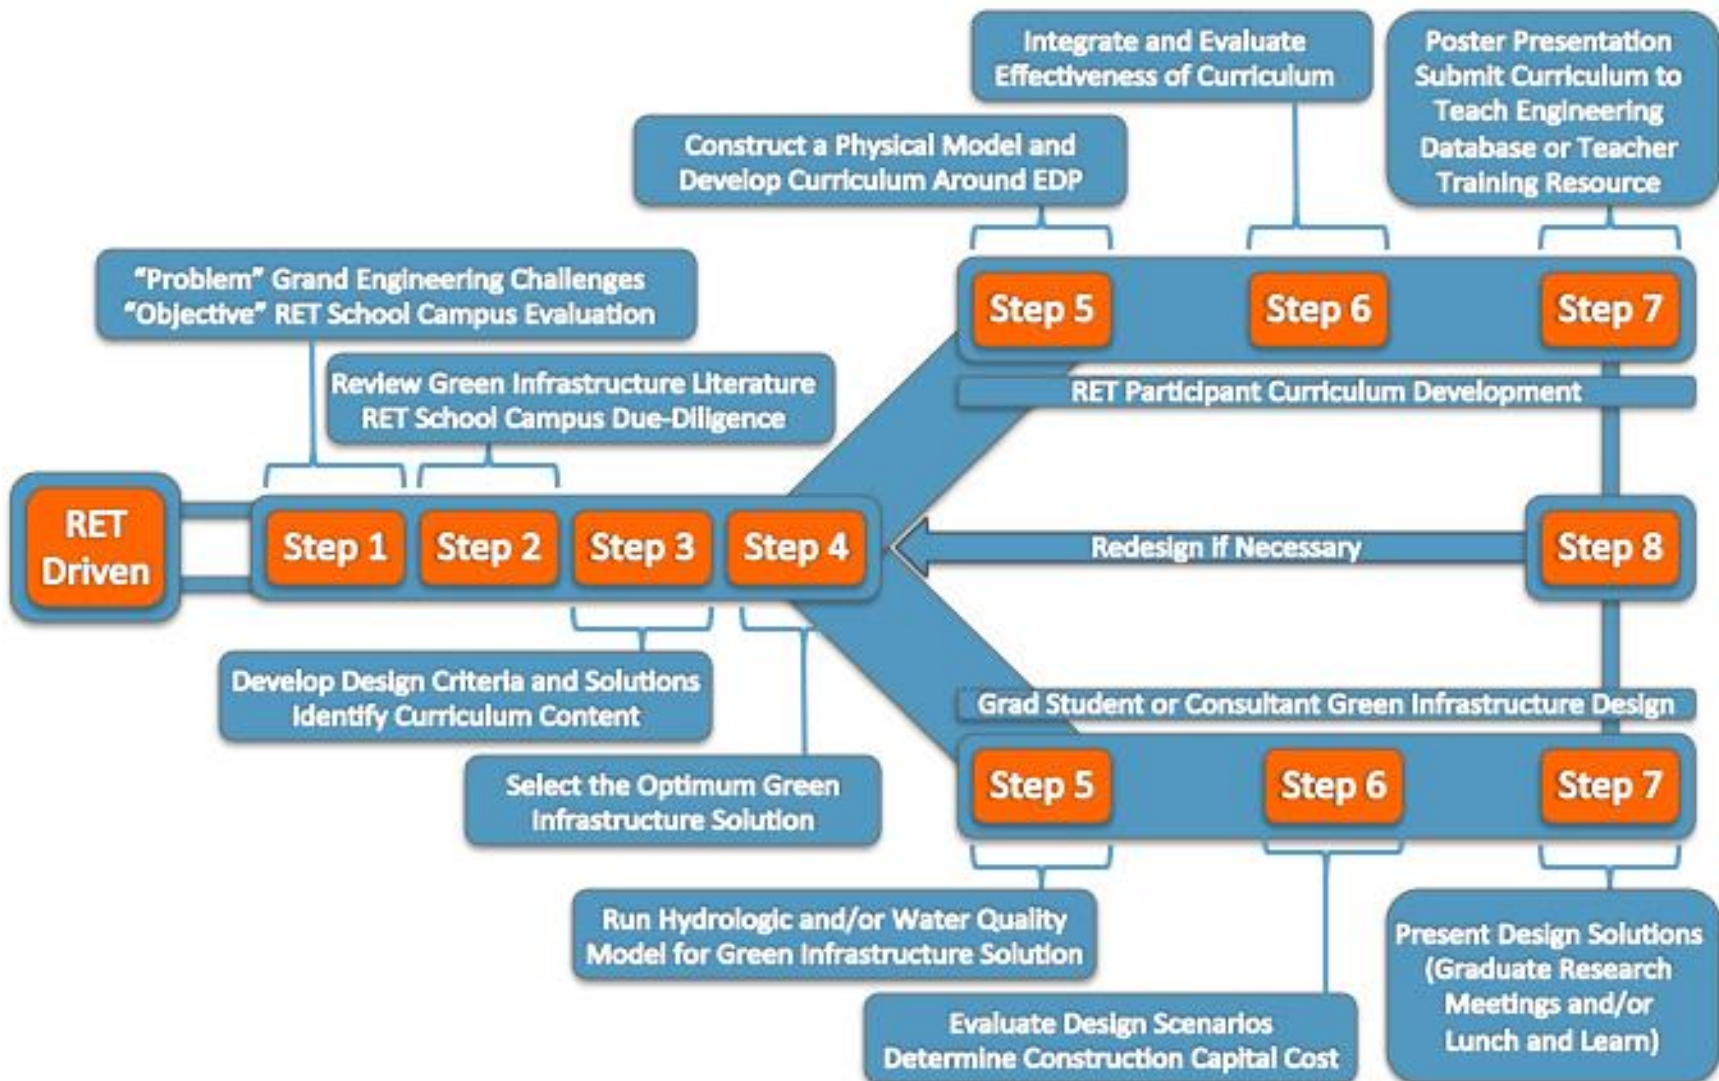 Integrate and Evaluate
Effectiveness of Curriculum
Poster Presentation
Submit Curriculum to
Teach Engineering
Database or Teacher
Training Resource
Construct a Physical Model and
Develop Curriculum Around EDP
“Problem” Grand Engineering Challenges
“Objective” RET School Campus Evaluation
Step 5
Step 6
Step 7
Review Green Infrastructure Literature
RET School Campus Due-Diligence
RET Participant Curriculum Development
RET
Driven
Step 1
Step 2
Step 3
Step 4
Redesign if Necessary
Step 8
Develop Design Criteria and Solutions
Identify Curriculum Content
Grad Student or Consultant Green Infrastructure Design
Select the Optimum Green
Infrastructure Solution
Step 5
Step 6
Step 7
Run Hydrologic and/or Water Quality
Model for Green Infrastructure Solution
Present Design Solutions
(Graduate Research
Meetings and/or
Lunch and Learn)
Evaluate Design Scenarios
Determine Construction Capital Cost